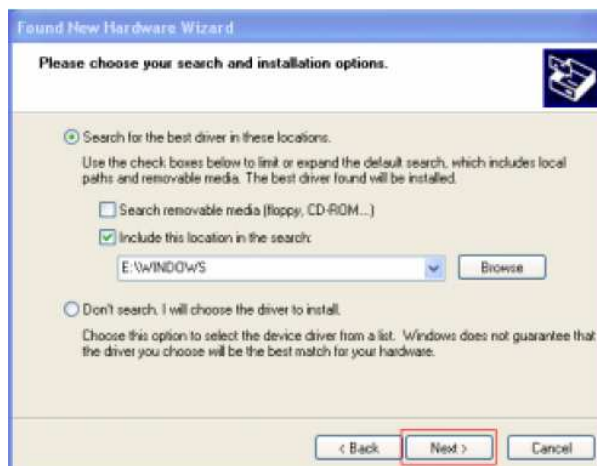 Found New Hardware Wizard
Please choose your search and installation options.
Search for the best driver in these locations.
Use the check boxes below to limit or expand the default search, which includes local
paths and removable media. The best driver found will be installed.
Search removable media (floppy, CD-ROM...)
Include this location in the search:
E:\WINDOWS
Browse
Don't search. I will choose the driver to install.
Choose this option to select the device driver from a list. Windows does not guarantee that
the driver you choose will be the best match for your hardware.
< Back Next > Cancel